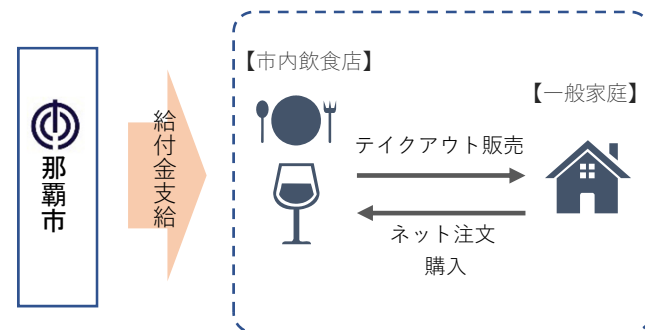 那覇市
給付金支給
【市内飲食店】
【一般家庭】
テイクアウト販売
ネット注文
購入